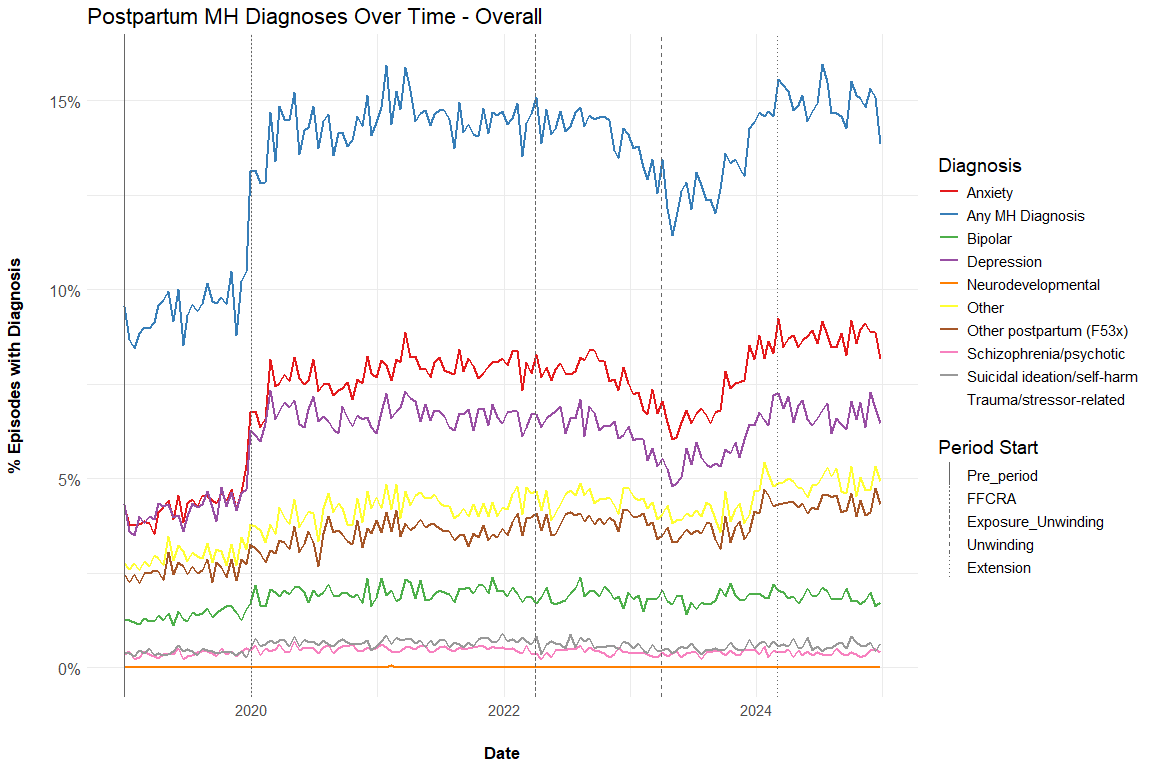 Postpartum MH Diagnoses Over Time - Overall
% Episodes with Diagnosis
15%
10%
5%
0%
2020
2022
2024
Date
Diagnosis
Anxiety
Any MH Diagnosis
Bipolar
Depression
Neurodevelopmental
Other
Other postpartum (F53x)
Schizophrenia/psychotic
Suicidal ideation/self-harm
Trauma/stressor-related
Period Start
Pre_period
FFCRA
Exposure_Unwinding
Unwinding
Extension